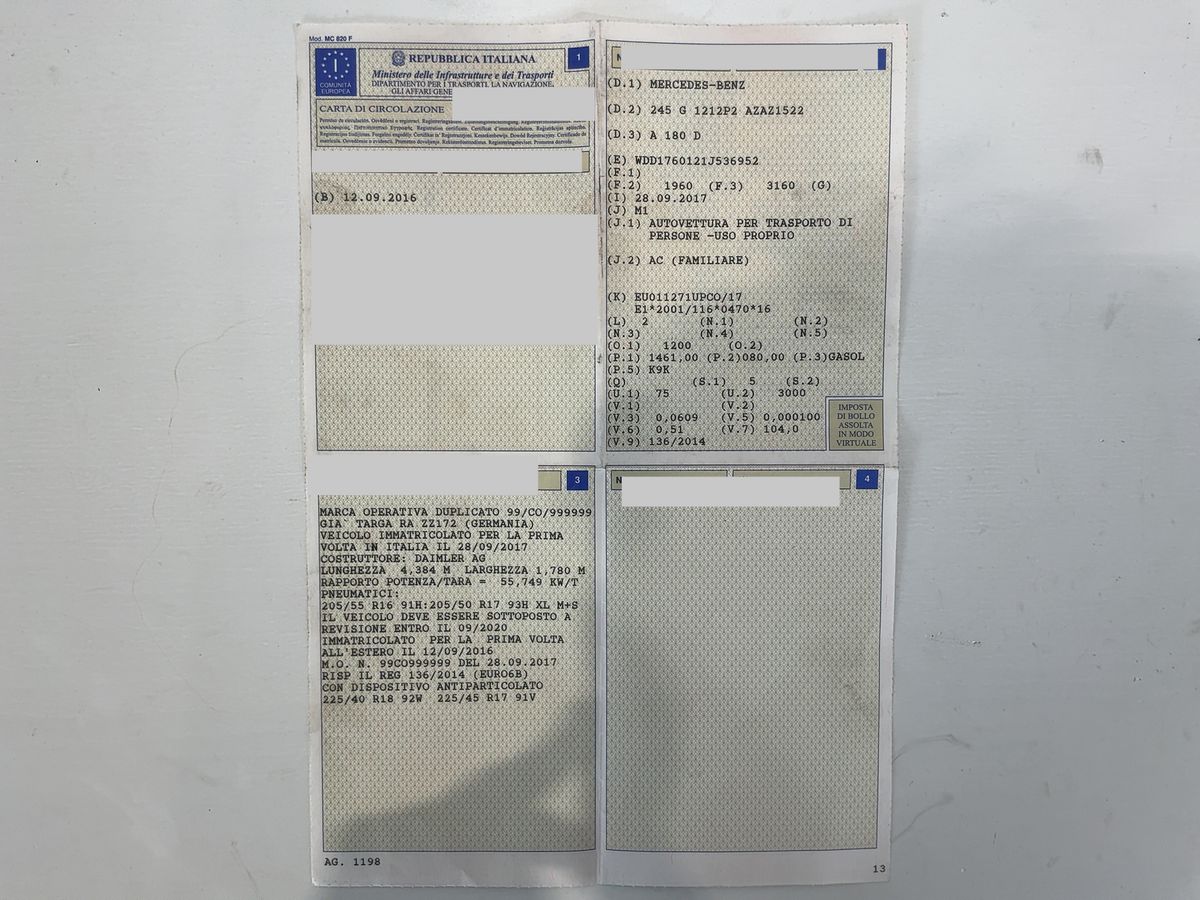 Mod. MC 820 F
COMUNITÀ
EUROPEA
REPUBBLICA ITALIANA
1
Ministero delle Infrastrutture e dei Trasporti
DIPARTIMENTO PER I TRASPORTI, LA NAVIGAZIONE,
GLI AFFARI GENE
CARTA DI CIRCOLAZIONE
(B) 12.09.2016
N
(D.1) MERCEDES-BENZ
(D.2) 245 G 1212P2 AZAZ1522
(D.3) A 180 D
(E) WDD1760121J536952
(F.1)
(F.2) 1960 (F.3) 3160 (G)
(I) 28.09.2017
(J) M1
(J.1) AUTOVETTURA PER TRASPORTO DI
PERSONE -USO PROPRIO
(J.2) AC (FAMILIARE)
(K) EU011271UPCO/17
E1*2001/116*0470*16
(L) 2 (N.1) (N.2)
(N.3) (N.4) (N.5)
(O.1) 1200 (O.2)
(P.1) 1461,00 (P.2)080,00 (P.3)GASOL
(P.5) K9K
(Q) (S.1) 5 (S.2)
(U.1) 75 (U.2) 3000
(V.1) (V.2)
(V.3) 0,0609 (V.5) 0,000100
(V.6) 0,51 (V.7) 104,0
(V.9) 136/2014
IMPOSTA
DI BOLLO
ASSOLTA
IN MODO
VIRTUALE
3
MARCA OPERATIVA DUPLICATO 99/CO/999999
GIA` TARGA RA ZZ172 (GERMANIA)
VEICOLO IMMATRICOLATO PER LA PRIMA
VOLTA IN ITALIA IL 28/09/2017
COSTRUTTORE: DAIMLER AG
LUNGHEZZA 4,384 M LARGHEZZA 1,780 M
RAPPORTO POTENZA/TARA = 55,749 KW/T
PNEUMATICI:
205/55 R16 91H:205/50 R17 93H XL M+S
IL VEICOLO DEVE ESSERE SOTTOPOSTO A
REVISIONE ENTRO IL 09/2020
IMMATRICOLATO PER LA PRIMA VOLTA
ALL'ESTERO IL 12/09/2016
M.O. N. 99CO999999 DEL 28.09.2017
RISP IL REG 136/2014 (EURO6B)
CON DISPOSITIVO ANTIPARTICOLATO
225/40 R18 92W 225/45 R17 91V
AG. 1198
N
4
13